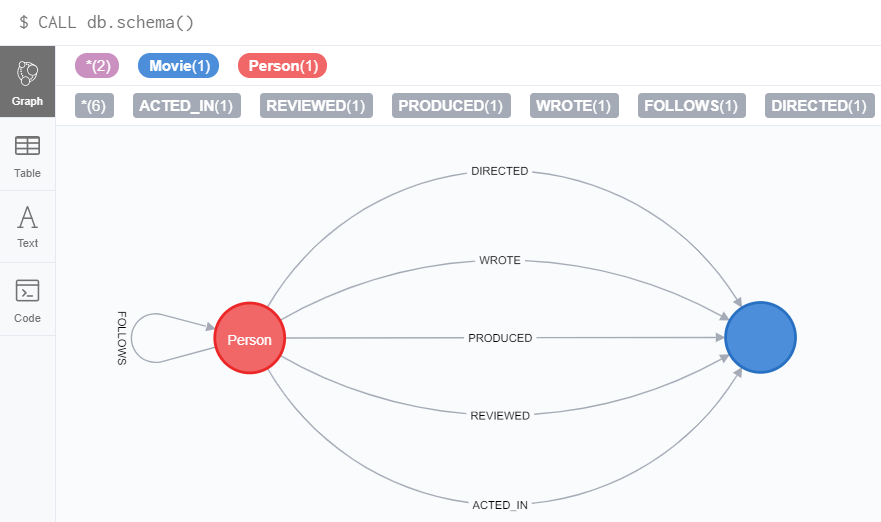 $ CALL db.schema()
*(2) Movie(1) Person(1)
Graph
*(6) ACTED_IN(1) REVIEWED(1) PRODUCED(1) WROTE(1) FOLLOWS(1) DIRECTED(1)
Table
Text
Code
DIRECTED
WROTE
FOLLOWS
Person
PRODUCED
REVIEWED
ACTED_IN